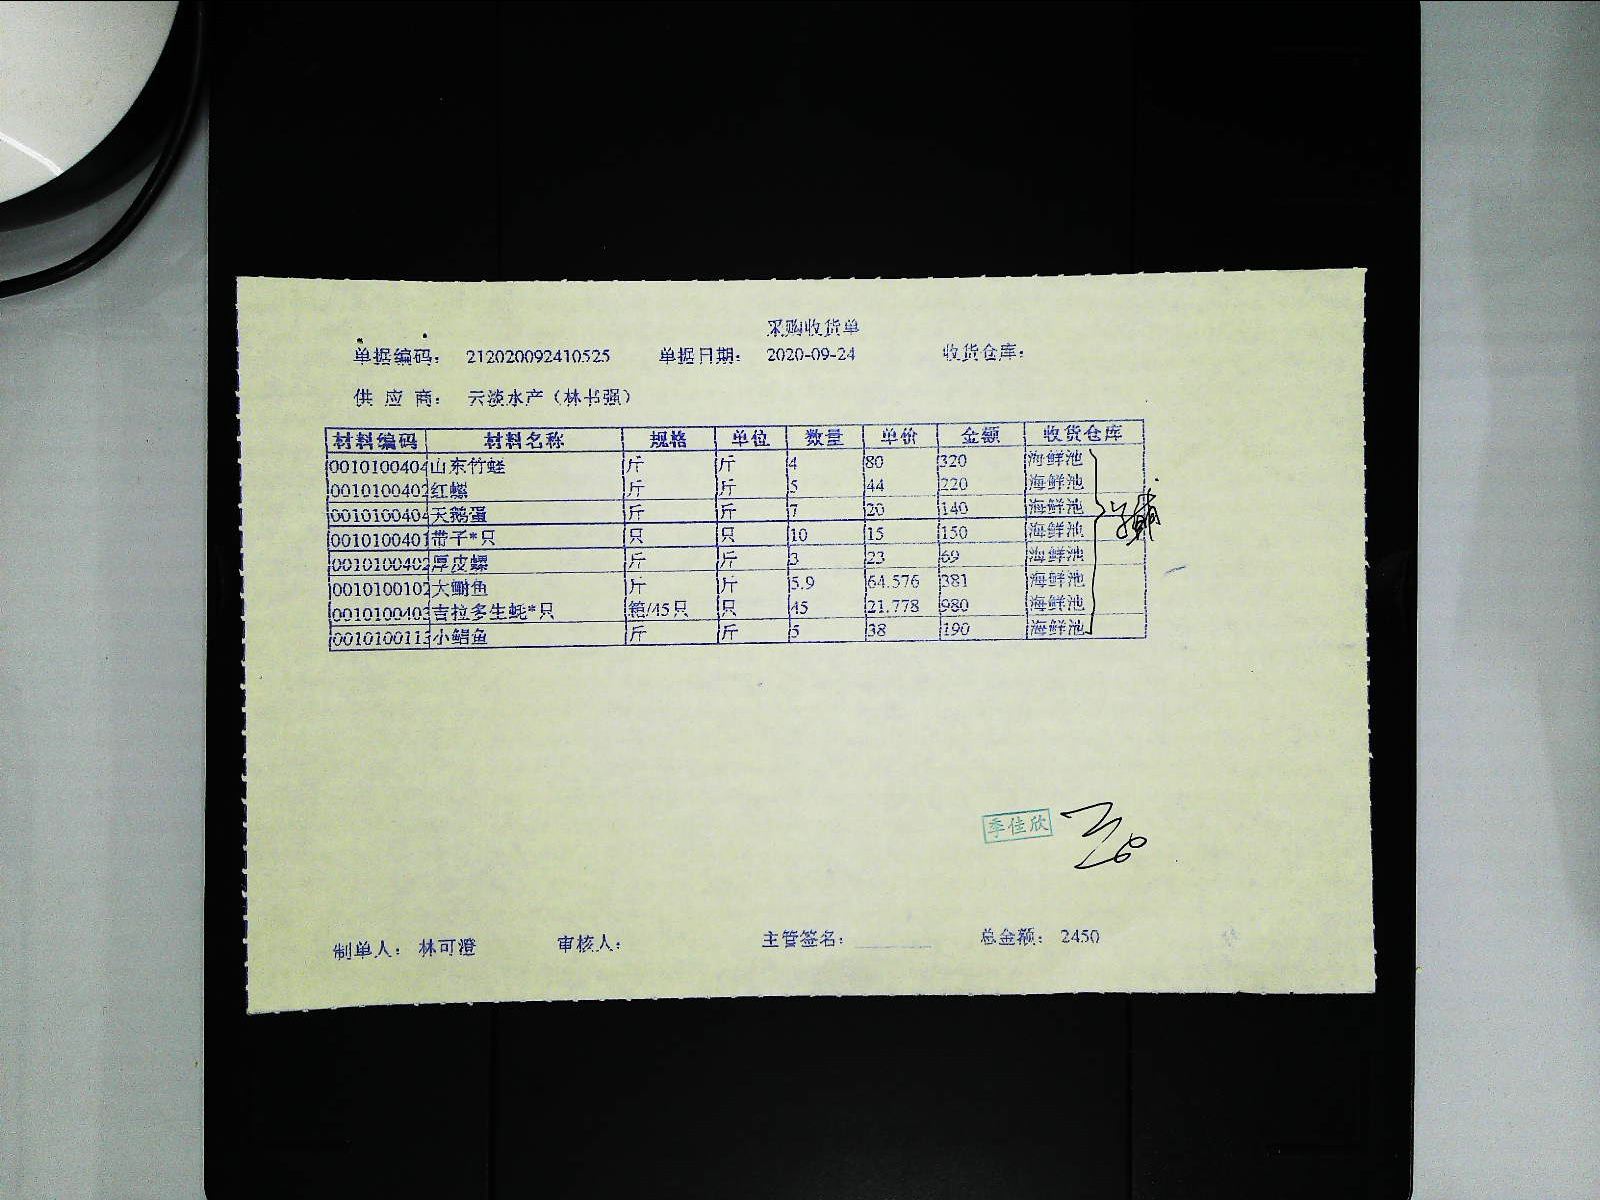 采购收货单
单据编码： 212020092410525 单据日期： 2020-09-24 收货仓库：
供 应 商： 云淡水产（林书强）
材料编码 材料名称 规格 单位 数量 单价 金额 收货仓库
0010100404 山东竹蛏 斤 斤 4 80 320 海鲜池
0010100402 红螺 斤 斤 5 44 220 海鲜池
0010100404 天鹅蛋 斤 斤 7 20 140 海鲜池
0010100401 带子*只 只 只 10 15 150 海鲜池
0010100402 厚皮螺 斤 斤 3 23 69 海鲜池
0010100102 大鮰鱼 斤 斤 5.9 64.576 381 海鲜池
0010100403 吉拉多生蚝*只 箱/45只 只 45 21.778 980 海鲜池
0010100113 小鲳鱼 斤 斤 5 38 190 海鲜池
季佳欣
制单人： 林可澄 审核人： 主管签名： 总金额： 2450